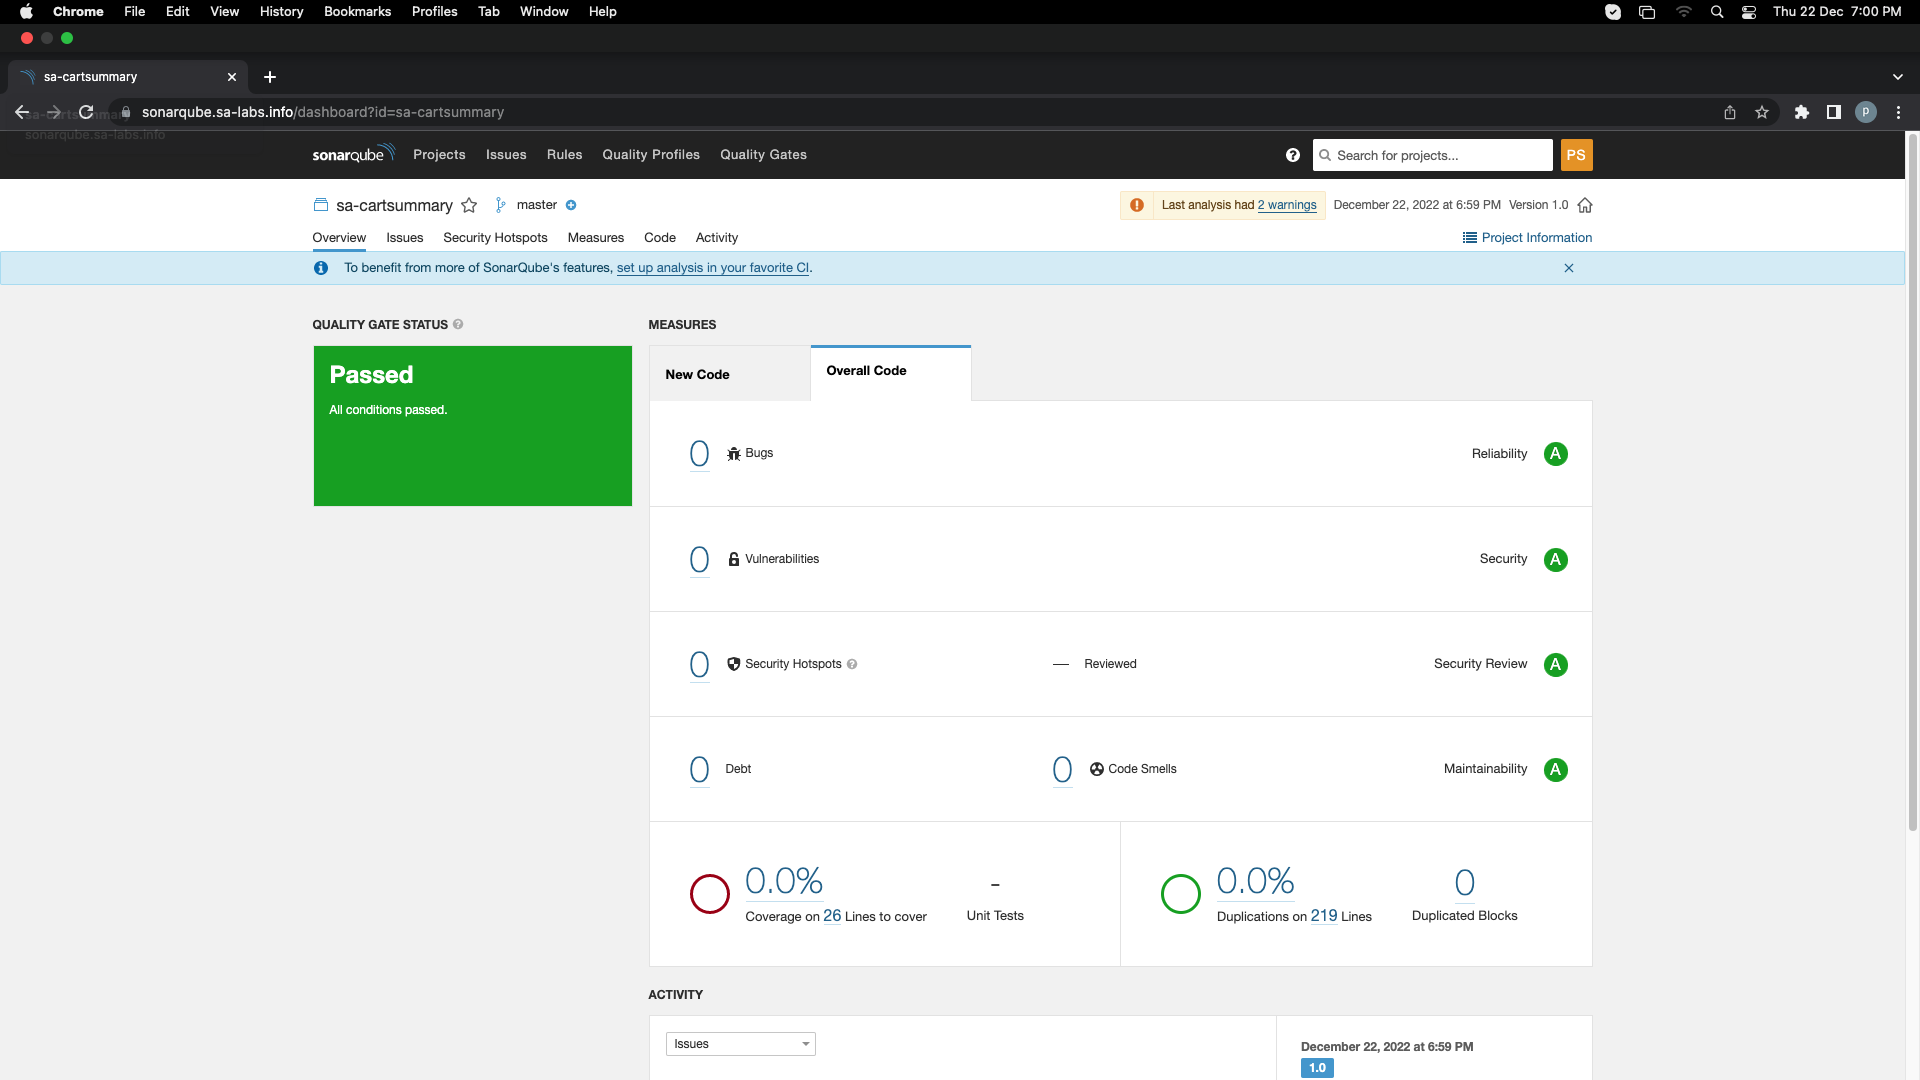 Chrome File Edit View History Bookmarks Profiles Tab Window Help Thu 22 Dec 7:00 PM
sa-cartsummary
sonarqube.sa-labs.info/dashboard?id=sa-cartsummary P
sa-cartsummary
sonarqube.sa-labs.info
sonarqube Projects Issues Rules Quality Profiles Quality Gates ? Search for projects... PS
sa-cartsummary master Last analysis had 2 warnings December 22, 2022 at 6:59 PM Version 1.0
Overview Issues Security Hotspots Measures Code Activity Project Information
To benefit from more of SonarQube's features, set up analysis in your favorite CI.
QUALITY GATE STATUS ? MEASURES
Passed
All conditions passed.
New Code Overall Code
0 Bugs Reliability A
0 Vulnerabilities Security A
0 Security Hotspots ? — Reviewed Security Review A
0 Debt 0 Code Smells Maintainability A
0.0% - 0.0% 0
Coverage on 26 Lines to cover Unit Tests Duplications on 219 Lines Duplicated Blocks
ACTIVITY
Issues
December 22, 2022 at 6:59 PM
1.0